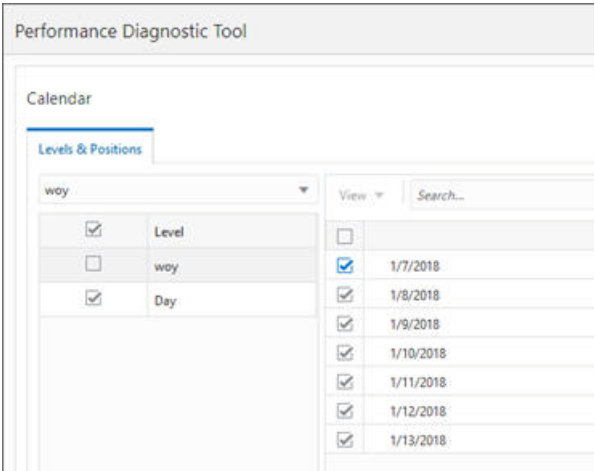 Performance Diagnostic Tool
Calendar
Levels & Positions
woy
View
Search...
Level
woy
Day
1/7/2018
1/8/2018
1/9/2018
1/10/2018
1/11/2018
1/12/2018
1/13/2018